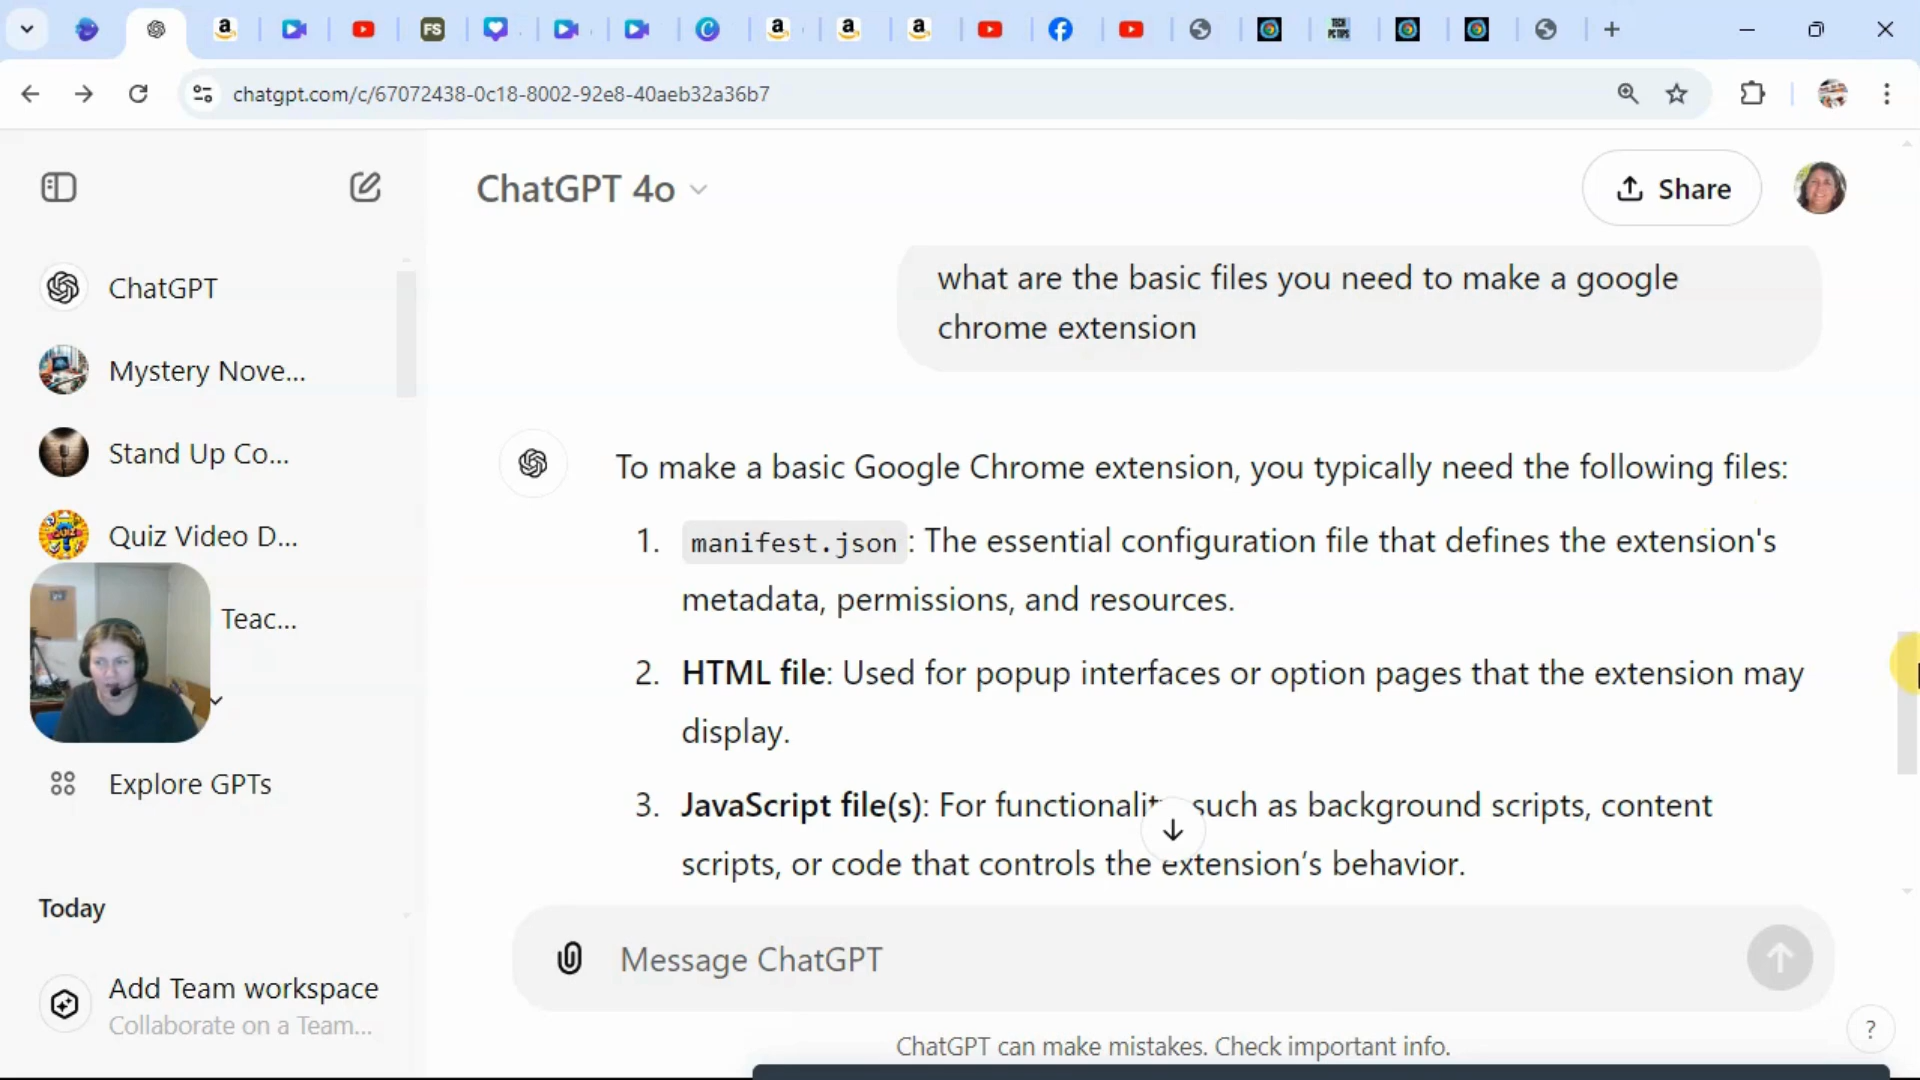 chatgpt.com/c/67072438-0c18-8002-92e8-40aeb32a36b7
ChatGPT 4o
Share
ChatGPT
Mystery Nove...
Stand Up Co...
Quiz Video D...
Teac...
Explore GPTs
Today
Add Team workspace
Collaborate on a Team...
what are the basic files you need to make a google
chrome extension
To make a basic Google Chrome extension, you typically need the following files:
1. manifest.json: The essential configuration file that defines the extension's
metadata, permissions, and resources.
2. HTML file: Used for popup interfaces or option pages that the extension may
display.
3. JavaScript file(s): For functionality such as background scripts, content
scripts, or code that controls the extension’s behavior.
Message ChatGPT
ChatGPT can make mistakes. Check important info.
?
FS
TECH
PC TIPS